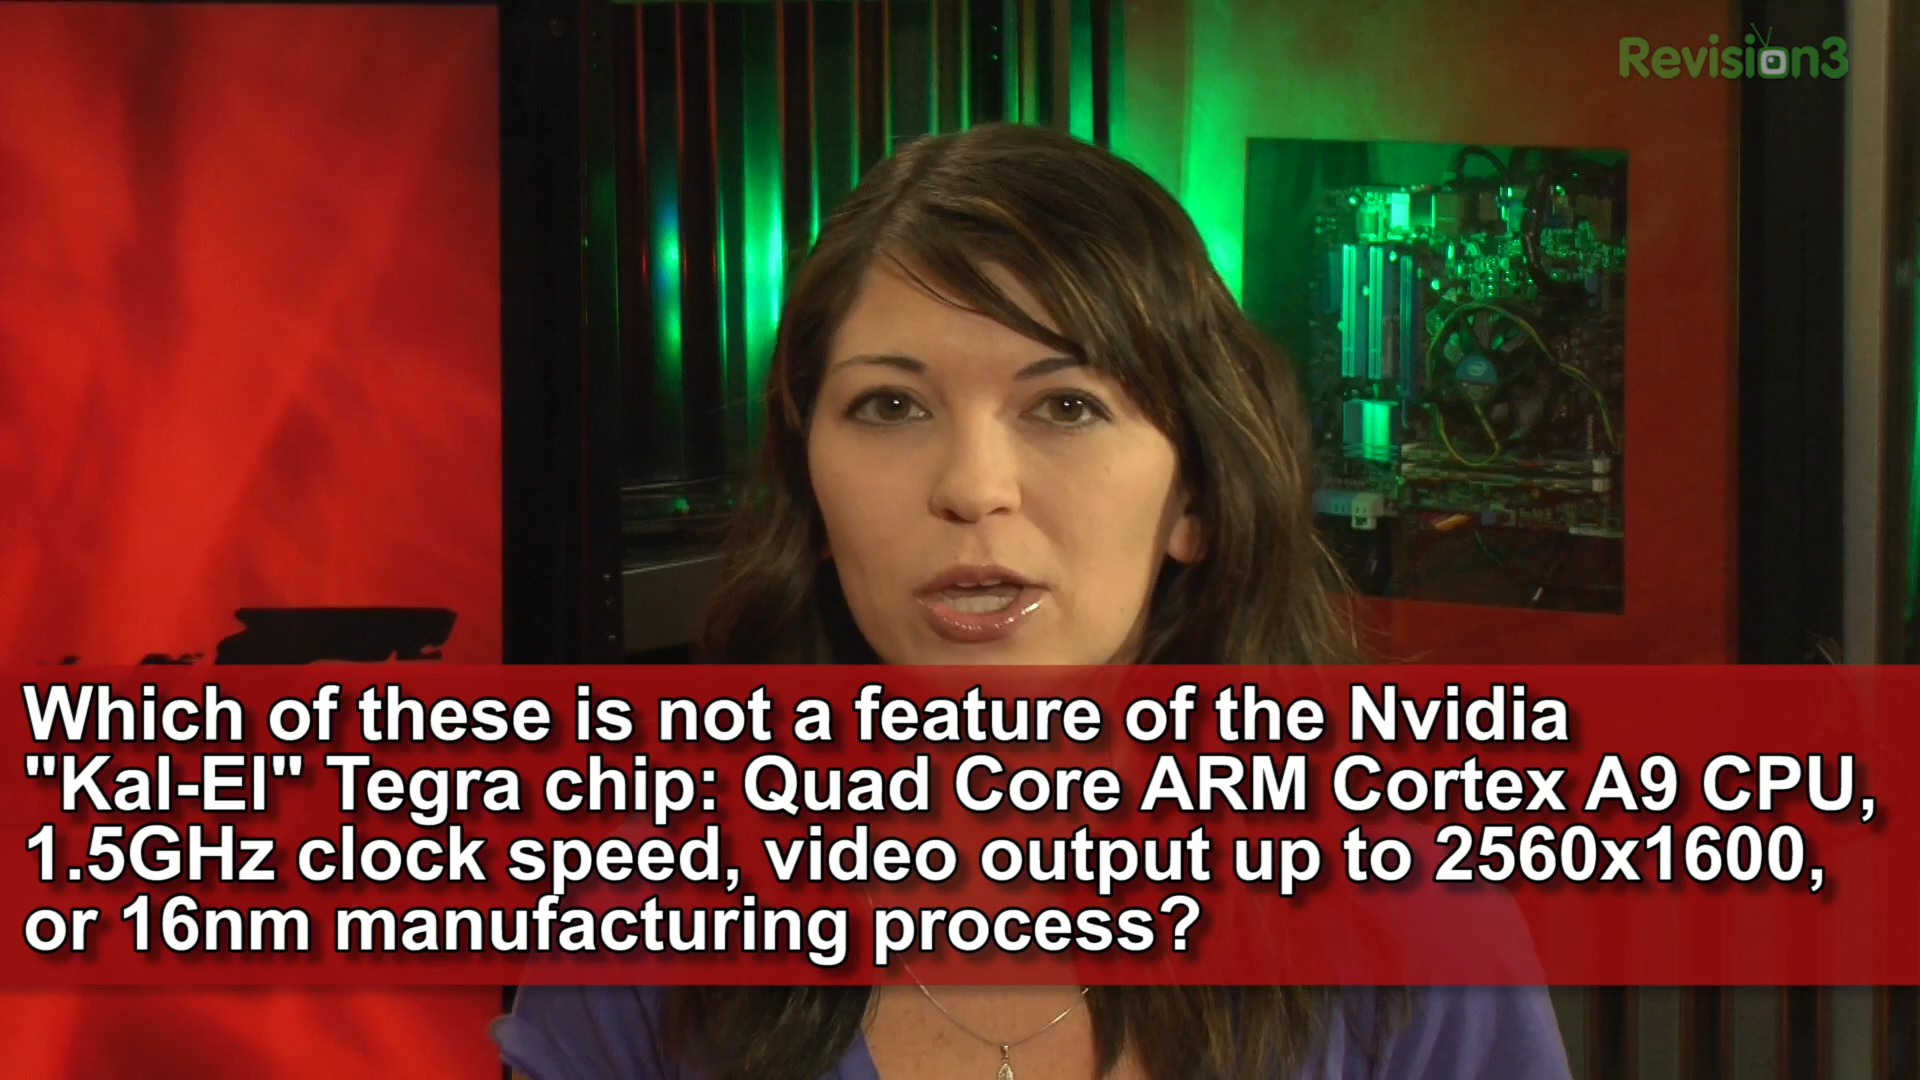 Revision3
Which of these is not a feature of the Nvidia
"Kal-El" Tegra chip: Quad Core ARM Cortex A9 CPU,
1.5GHz clock speed, video output up to 2560x1600,
or 16nm manufacturing process?